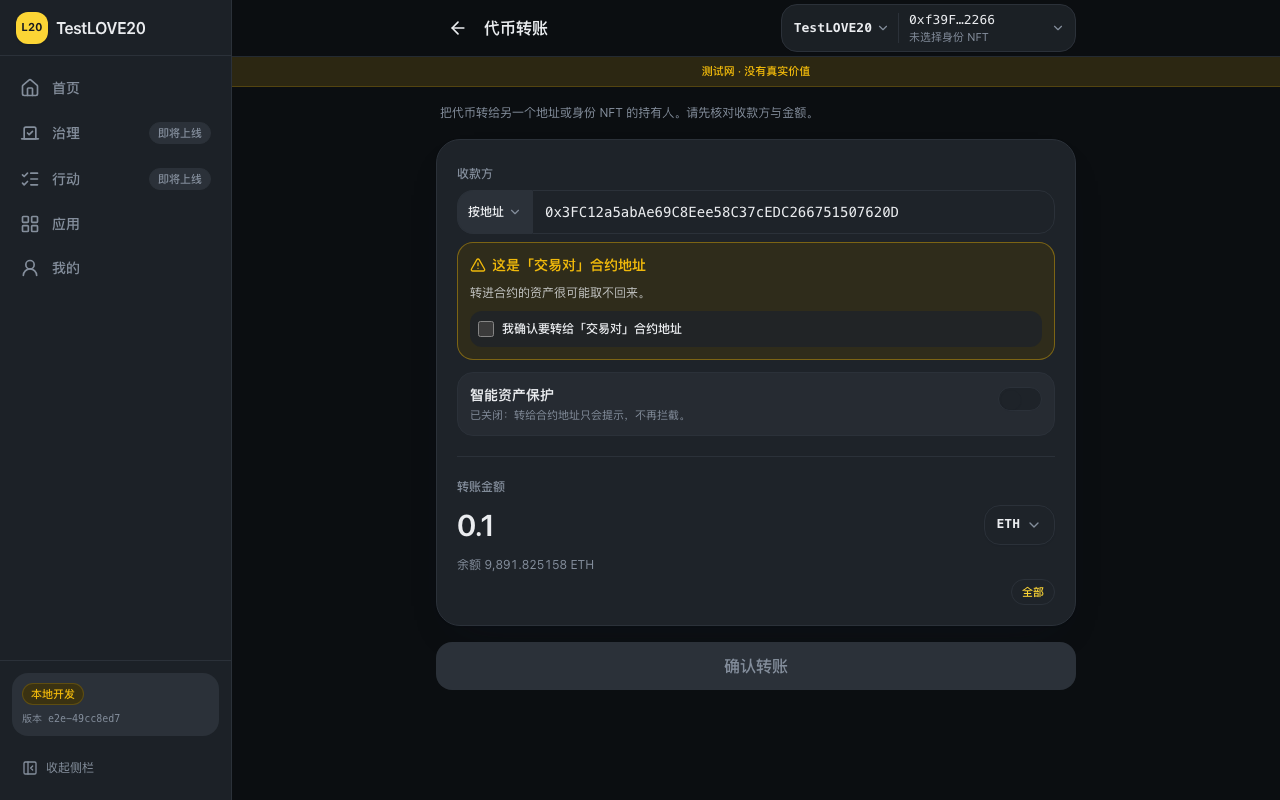 L20 TestLOVE20
首页
治理 即将上线
行动 即将上线
应用
我的
本地开发
版本 e2e-49cc8ed7
收起侧栏
代币转账
TestLOVE20
0xf39F…2266
未选择身份 NFT
测试网 · 没有真实价值
把代币转给另一个地址或身份 NFT 的持有人。请先核对收款方与金额。
收款方
按地址 0x3FC12a5abAe69C8Eee58C37cEDC266751507620D
这是「交易对」合约地址
转进合约的资产很可能取不回来。
我确认要转给「交易对」合约地址
智能资产保护
已关闭：转给合约地址只会提示，不再拦截。
转账金额
0.1 ETH
余额 9,891.825158 ETH
全部
确认转账